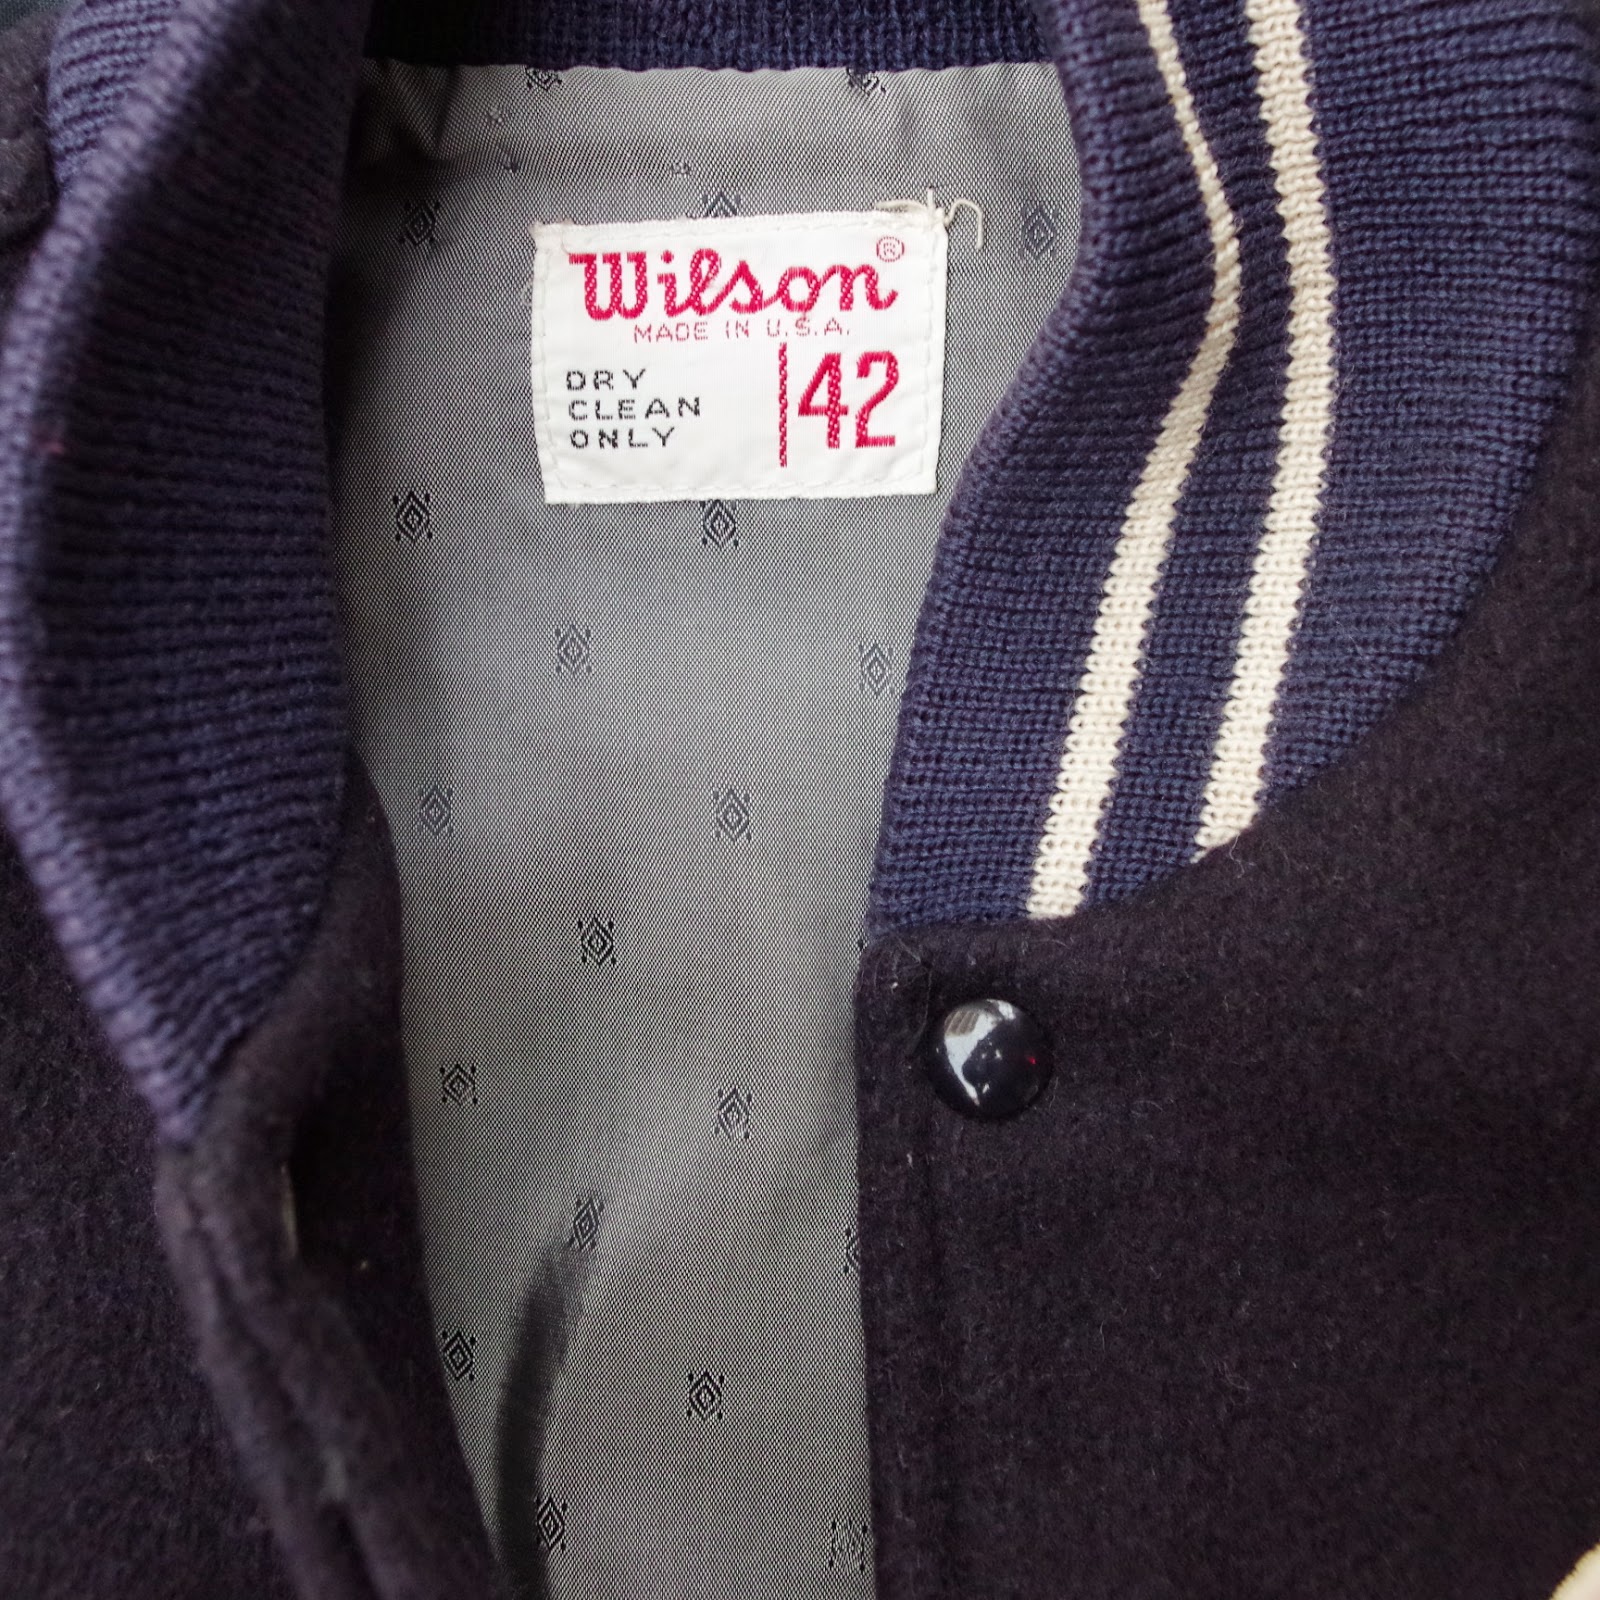 Wilson®
MADE IN U.S.A.
DRY
CLEAN
ONLY
42